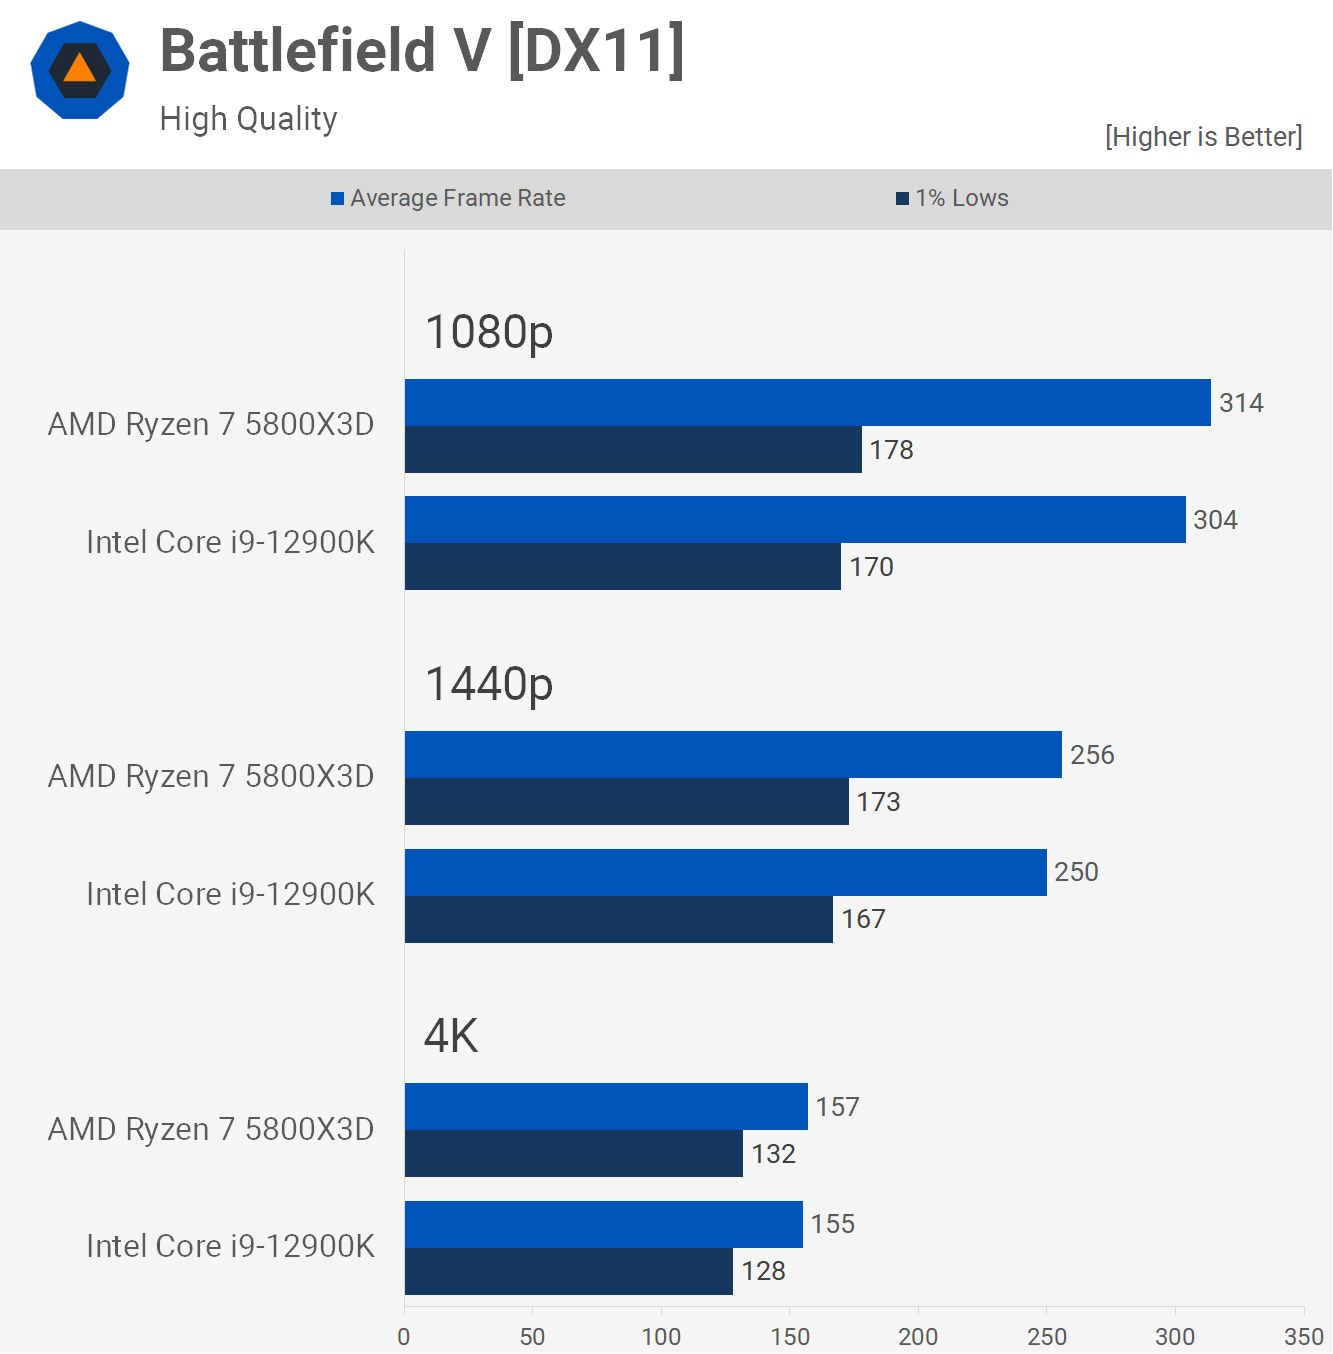 Battlefield V [DX11]
High Quality
[Higher is Better]
Average Frame Rate
1% Lows
1080p
AMD Ryzen 7 5800X3D
314
178
Intel Core i9-12900K
304
170
1440p
AMD Ryzen 7 5800X3D
256
173
Intel Core i9-12900K
250
167
4K
AMD Ryzen 7 5800X3D
157
132
Intel Core i9-12900K
155
128
0 50 100 150 200 250 300 350